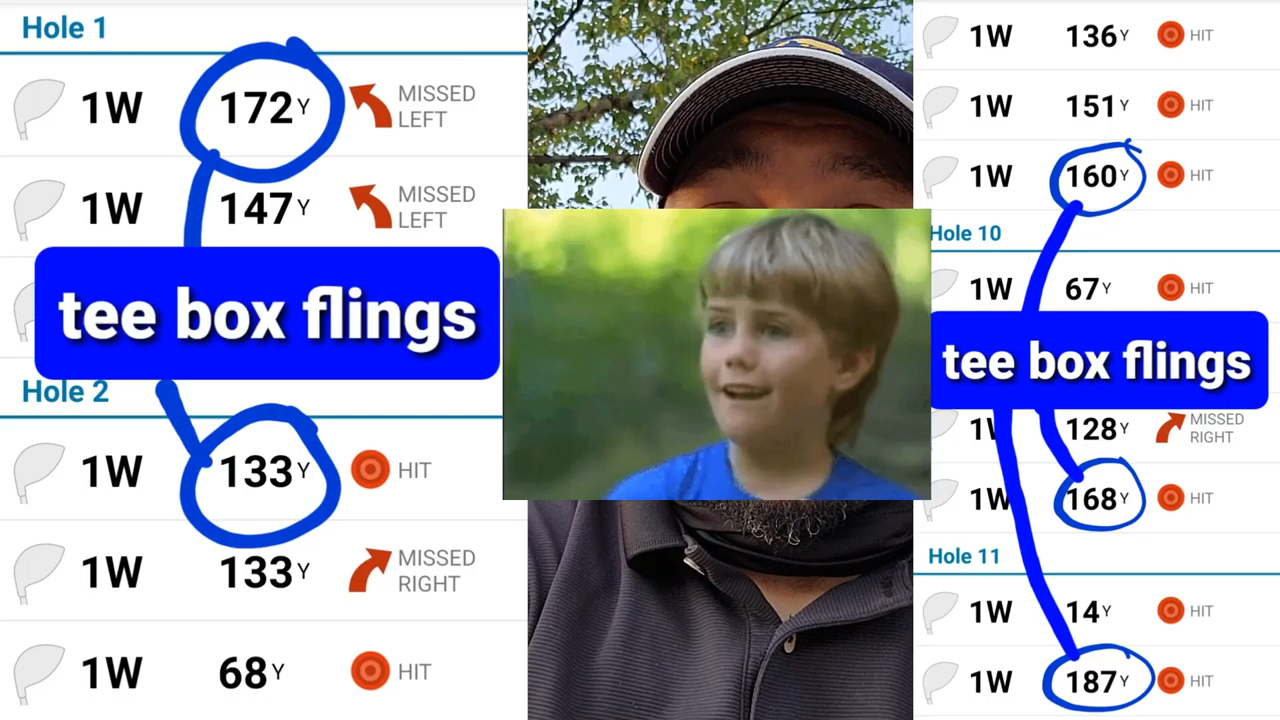 Hole 1
1W 172Y MISSED LEFT
1W 147Y MISSED LEFT
tee box flings
Hole 2
1W 133Y HIT
1W 133Y MISSED RIGHT
1W 68Y HIT
1W 136Y HIT
1W 151Y HIT
1W 160Y HIT
Hole 10
1W 67Y HIT
tee box flings
1W 128Y MISSED RIGHT
1W 168Y HIT
Hole 11
1W 14Y HIT
1W 187Y HIT